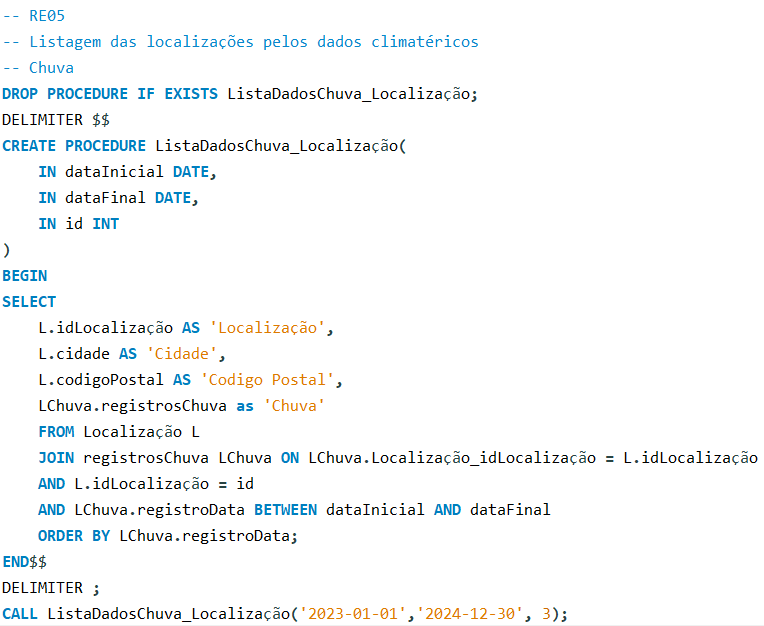 -- RE05
-- Listagem das localizações pelos dados climatéricos
-- Chuva
DROP PROCEDURE IF EXISTS ListaDadosChuva_Localização;
DELIMITER $$
CREATE PROCEDURE ListaDadosChuva_Localização(
    IN dataInicial DATE,
    IN dataFinal DATE,
    IN id INT
)
BEGIN
SELECT
    L.idLocalização AS 'Localização',
    L.cidade AS 'Cidade',
    L.codigoPostal AS 'Codigo Postal',
    LChuva.registrosChuva as 'Chuva'
    FROM Localização L
    JOIN registrosChuva LChuva ON LChuva.Localização_idLocalização = L.idLocalização
    AND L.idLocalização = id
    AND LChuva.registroData BETWEEN dataInicial AND dataFinal
    ORDER BY LChuva.registroData;
END$$
DELIMITER ;
CALL ListaDadosChuva_Localização('2023-01-01','2024-12-30', 3);